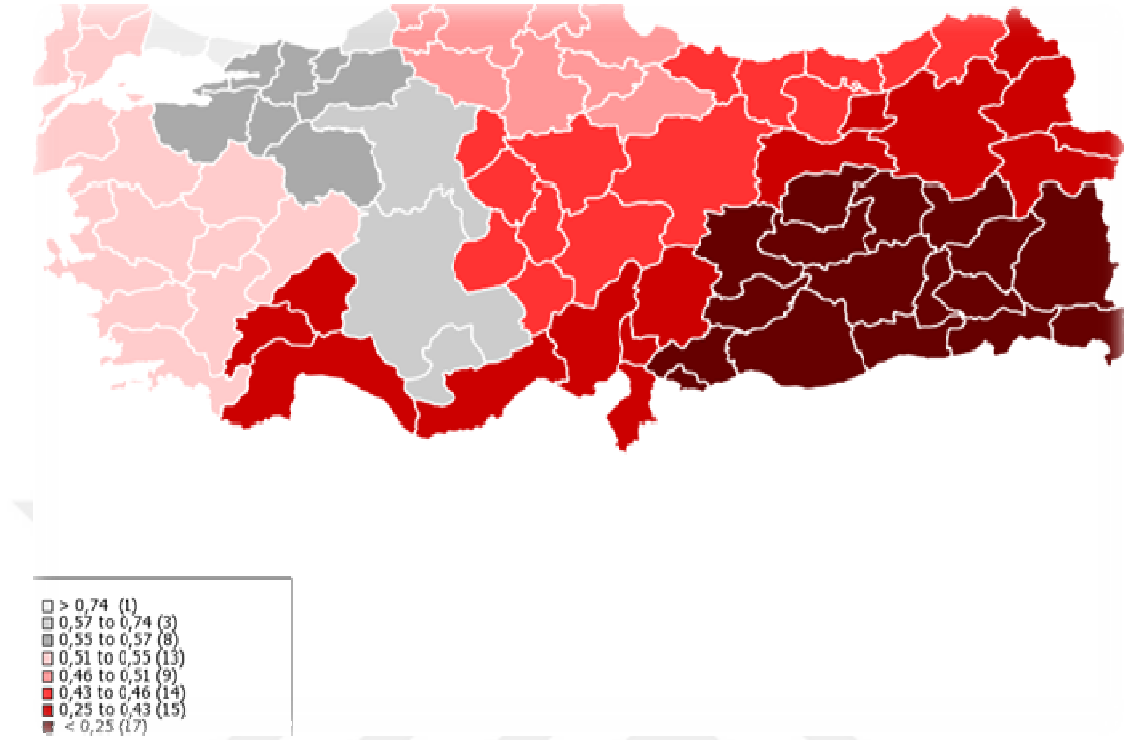 > 0,74 (1)
0,57 to 0,74 (3)
0,55 to 0,57 (8)
0,51 to 0,55 (13)
0,46 to 0,51 (9)
0,43 to 0,46 (14)
0,25 to 0,43 (15)
< 0,25 (17)